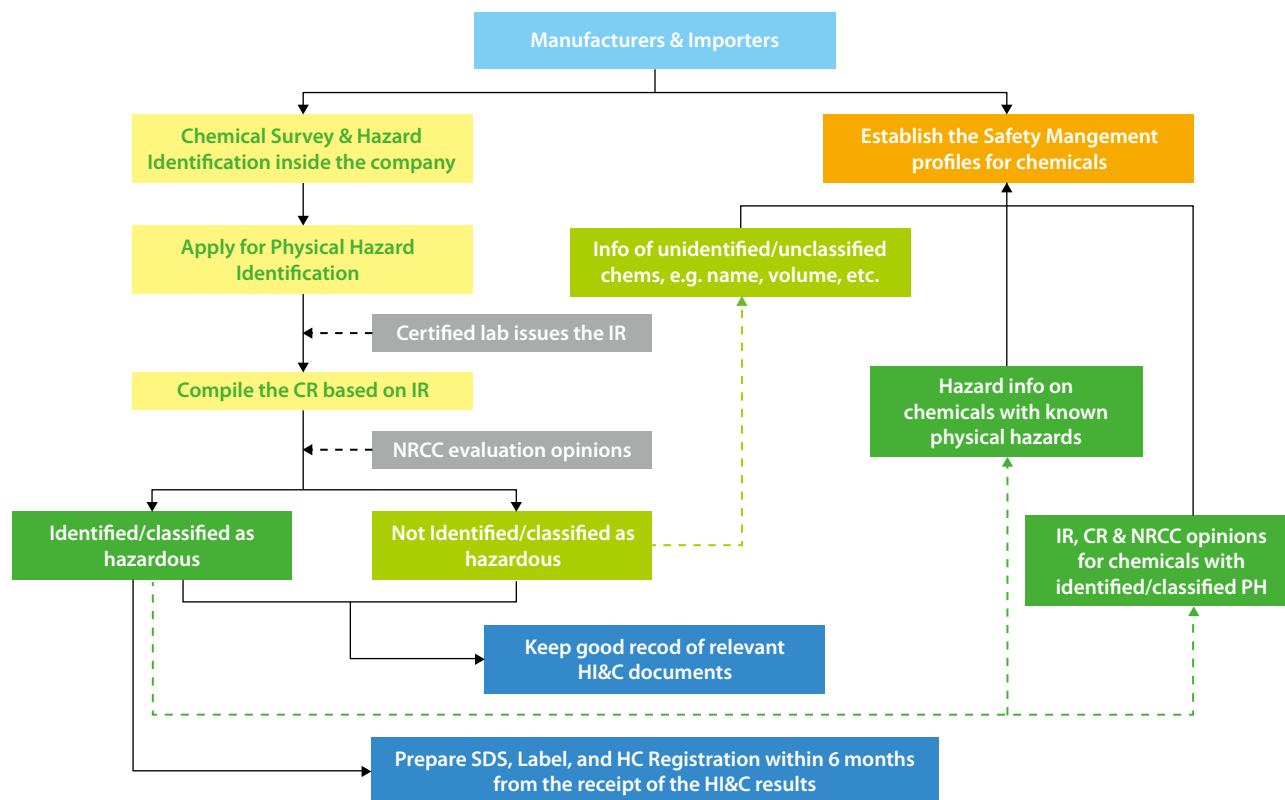 Manufacturers & Importers
Chemical Survey & Hazard
Identification inside the company
Establish the Safety Mangement
profiles for chemicals
Apply for Physical Hazard
Identification
Info of unidentified/unclassified
chems, e.g. name, volume, etc.
Certified lab issues the IR
Compile the CR based on IR
Hazard info on
chemicals with known
physical hazards
NRCC evaluation opinions
Identified/classified as
hazardous
Not Identified/classified as
hazardous
IR, CR & NRCC opinions
for chemicals with
identified/classified PH
Keep good recod of relevant
HI&C documents
Prepare SDS, Label, and HC Registration within 6 months
from the receipt of the HI&C results